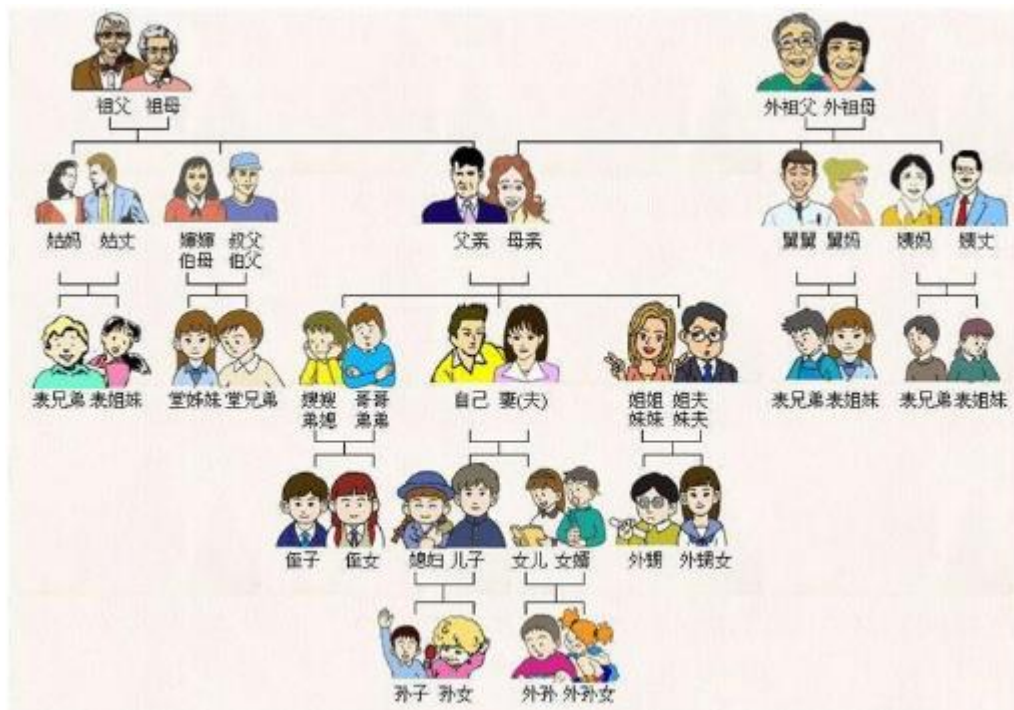 祖父 祖母
外祖父 外祖母
姑妈 姑丈
婶婶 叔父
伯母 伯父
父亲 母亲
舅舅 舅妈
姨妈 姨丈
表兄弟 表姐妹
堂姊妹 堂兄弟
嫂嫂 哥哥
弟媳 弟弟
自己 妻(夫)
姐姐 姐夫
妹妹 妹夫
表兄弟 表姐妹
表兄弟 表姐妹
侄子 侄女
媳妇 儿子
女儿 女婿
外甥 外甥女
孙子 孙女
外孙 外孙女